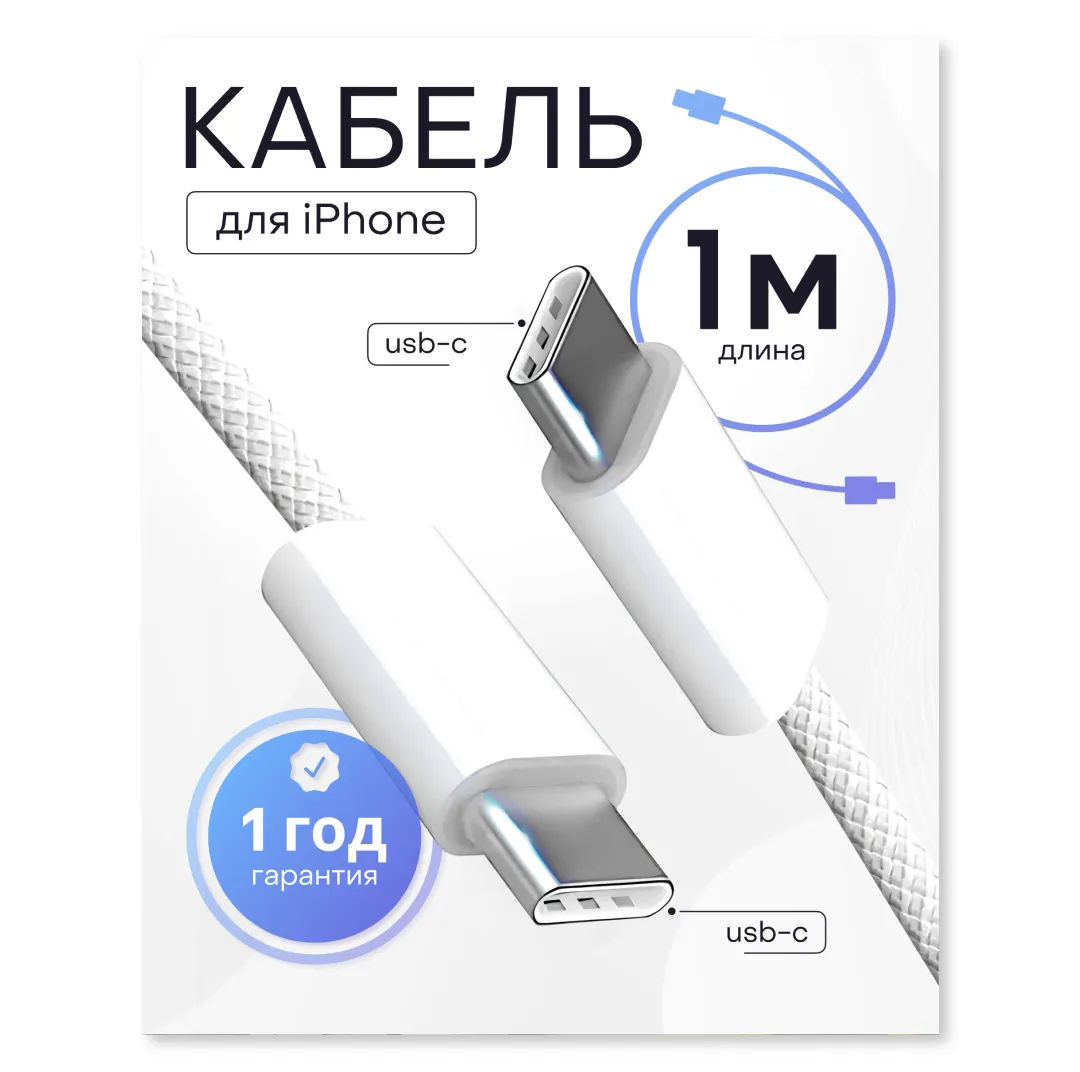 КАБЕЛЬ
для iPhone
1м
длина
usb-c
1 год
гарантия
usb-c